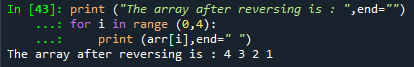 In [43]: print ("The array after reversing is : ",end="")
    ...: for i in range (0,4):
    ...:     print (arr[i],end=" ")
The array after reversing is : 4 3 2 1